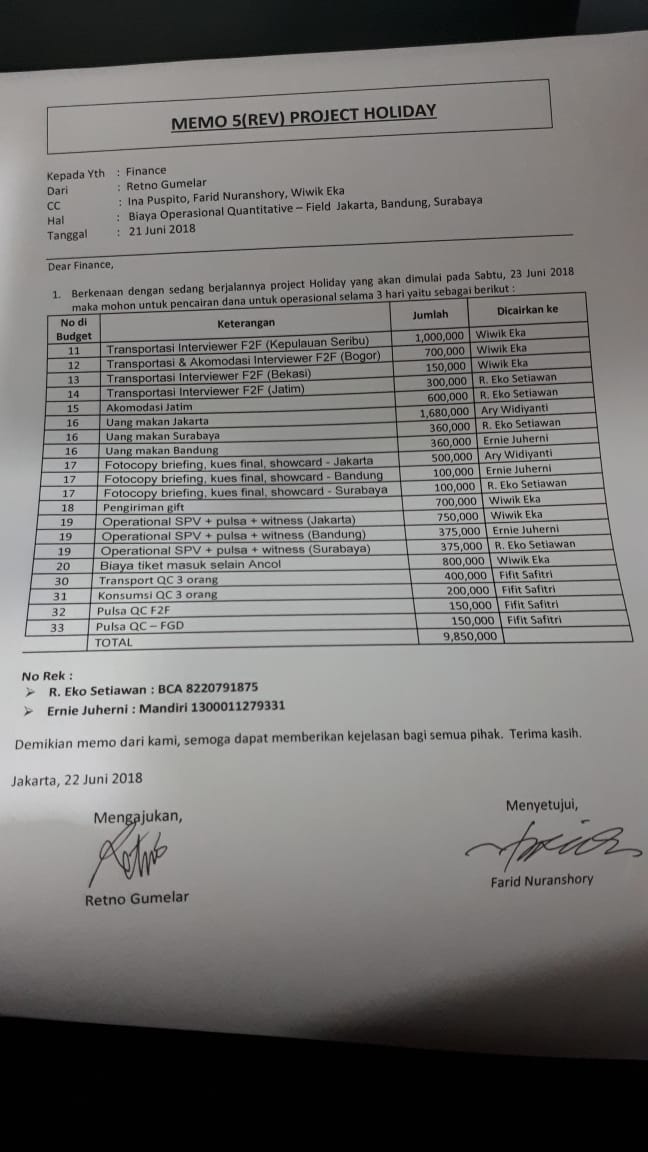 MEMO 5(REV) PROJECT HOLIDAY
Kepada Yth : Finance
Dari : Retno Gumelar
CC : Ina Puspito, Farid Nuranshory, Wiwik Eka
Hal : Biaya Operasional Quantitative – Field Jakarta, Bandung, Surabaya
Tanggal : 21 Juni 2018
Dear Finance,
1. Berkenaan dengan sedang berjalannya project Holiday yang akan dimulai pada Sabtu, 23 Juni 2018
maka mohon untuk pencairan dana untuk operasional selama 3 hari yaitu sebagai berikut :
No di Budget Keterangan Jumlah Dicairkan ke
11 Transportasi Interviewer F2F (Kepulauan Seribu) 1,000,000 Wiwik Eka
12 Transportasi & Akomodasi Interviewer F2F (Bogor) 700,000 Wiwik Eka
13 Transportasi Interviewer F2F (Bekasi) 150,000 Wiwik Eka
14 Transportasi Interviewer F2F (Jatim) 300,000 R. Eko Setiawan
15 Akomodasi Jatim 600,000 R. Eko Setiawan
16 Uang makan Jakarta 1,680,000 Ary Widiyanti
16 Uang makan Surabaya 360,000 R. Eko Setiawan
16 Uang makan Bandung 360,000 Ernie Juherni
17 Fotocopy briefing, kues final, showcard - Jakarta 500,000 Ary Widiyanti
17 Fotocopy briefing, kues final, showcard - Bandung 100,000 Ernie Juherni
17 Fotocopy briefing, kues final, showcard - Surabaya 100,000 R. Eko Setiawan
18 Pengiriman gift 700,000 Wiwik Eka
19 Operational SPV + pulsa + witness (Jakarta) 750,000 Wiwik Eka
19 Operational SPV + pulsa + witness (Bandung) 375,000 Ernie Juherni
19 Operational SPV + pulsa + witness (Surabaya) 375,000 R. Eko Setiawan
20 Biaya tiket masuk selain Ancol 800,000 Wiwik Eka
30 Transport QC 3 orang 400,000 Fifit Safitri
31 Konsumsi QC 3 orang 200,000 Fifit Safitri
32 Pulsa QC F2F 150,000 Fifit Safitri
33 Pulsa QC – FGD 150,000 Fifit Safitri
TOTAL 9,850,000
No Rek :
➢ R. Eko Setiawan : BCA 8220791875
➢ Ernie Juherni : Mandiri 1300011279331
Demikian memo dari kami, semoga dapat memberikan kejelasan bagi semua pihak. Terima kasih.
Jakarta, 22 Juni 2018
Mengajukan, Menyetujui,
Retno
Retno Gumelar Farid Nuranshory